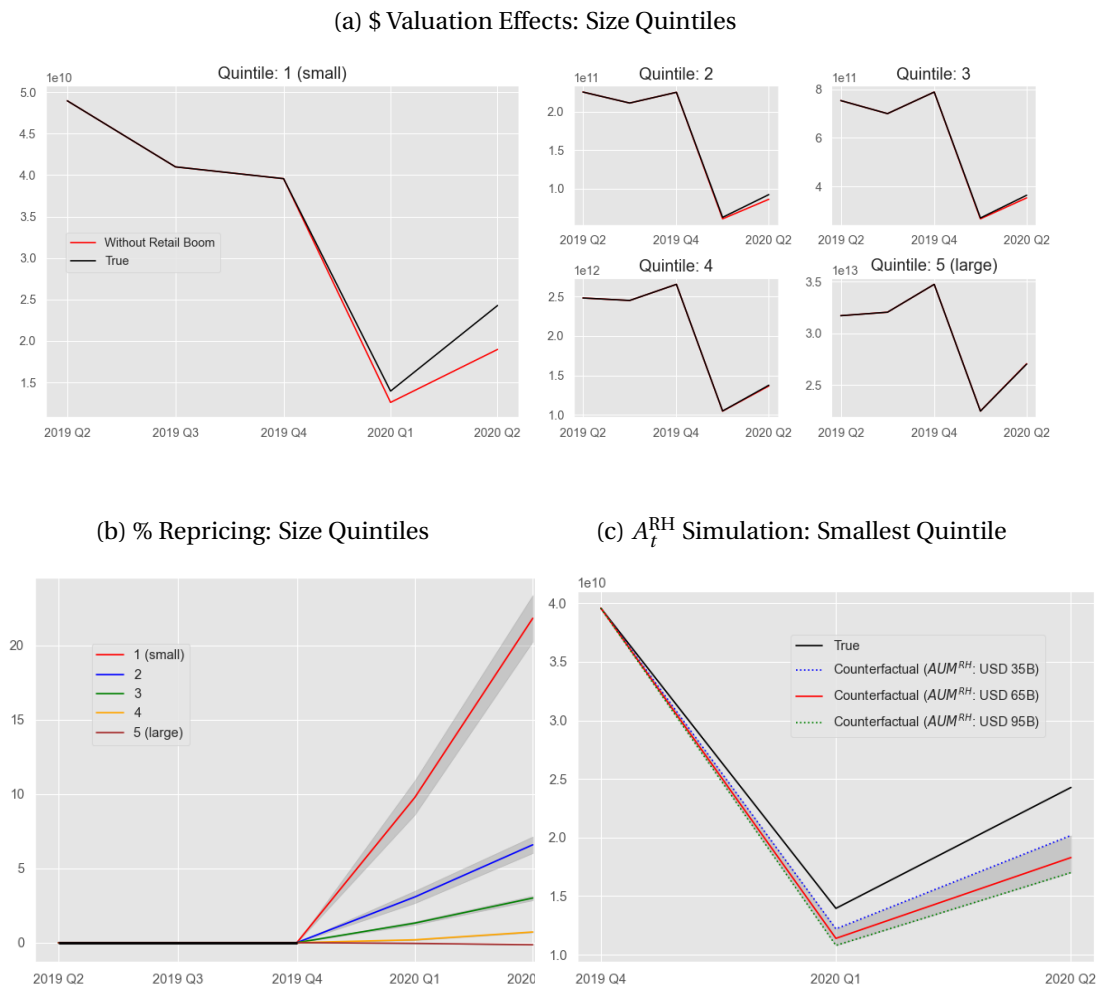 (a) $ Valuation Effects: Size Quintiles
Quintile: 1 (small)
1e10
5.0
4.5
4.0
3.5
3.0
2.5
2.0
1.5
Without Retail Boom
True
2019 Q2 2019 Q3 2019 Q4 2020 Q1 2020 Q2
Quintile: 2
1e11
2.0
1.5
1.0
2019 Q2 2019 Q4 2020 Q2
Quintile: 3
1e11
8
6
4
2019 Q2 2019 Q4 2020 Q2
Quintile: 4
1e12
2.5
2.0
1.5
1.0
2019 Q2 2019 Q4 2020 Q2
Quintile: 5 (large)
1e13
3.5
3.0
2.5
2019 Q2 2019 Q4 2020 Q2
(b) % Repricing: Size Quintiles
20
15
10
5
0
1 (small)
2
3
4
5 (large)
2019 Q2 2019 Q3 2019 Q4 2020 Q1 2020
(c) A_t^RH Simulation: Smallest Quintile
1e10
4.0
3.5
3.0
2.5
2.0
1.5
1.0
True
Counterfactual (AUM^RH: USD 35B)
Counterfactual (AUM^RH: USD 65B)
Counterfactual (AUM^RH: USD 95B)
2019 Q4 2020 Q1 2020 Q2